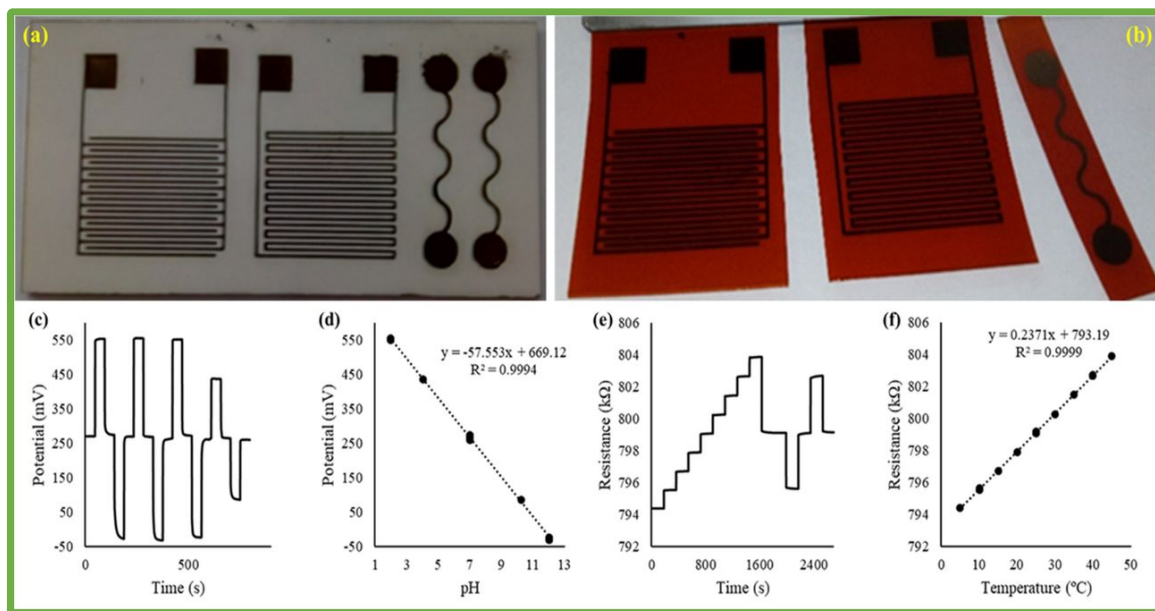 (a)
(b)
(c)
550
450
350
250
150
50
-50
Potential (mV)
0
500
Time (s)
(d)
y = -57.553x + 669.12
R² = 0.9994
550
450
350
250
150
50
-50
Potential (mV)
1 3 5 7 9 11 13
pH
(e)
806
804
802
800
798
796
794
792
Resistance (kΩ)
0 800 1600 2400
Time (s)
(f)
y = 0.2371x + 793.19
R² = 0.9999
806
804
802
800
798
796
794
792
Resistance (kΩ)
0 10 20 30 40 50
Temperature (ºC)